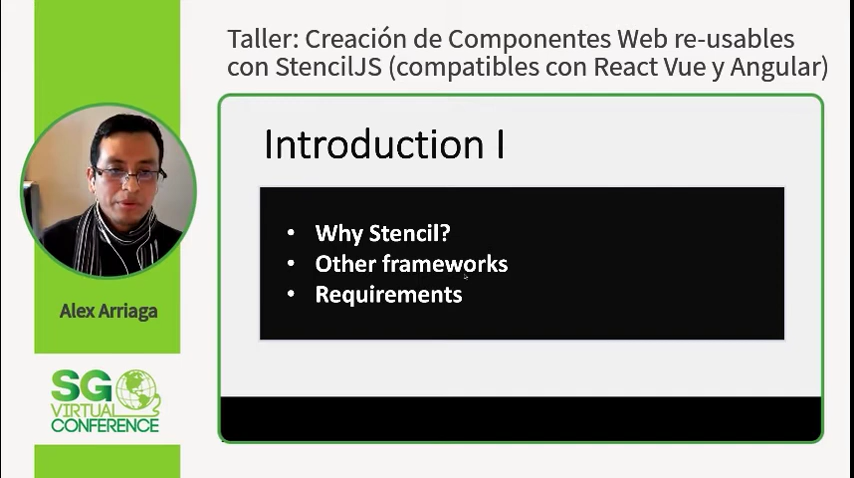 Taller: Creación de Componentes Web re-usables
con StencilJS (compatibles con React Vue y Angular)
Introduction I
• Why Stencil?
• Other frameworks
• Requirements
Alex Arriaga
SG
VIRTUAL
CONFERENCE